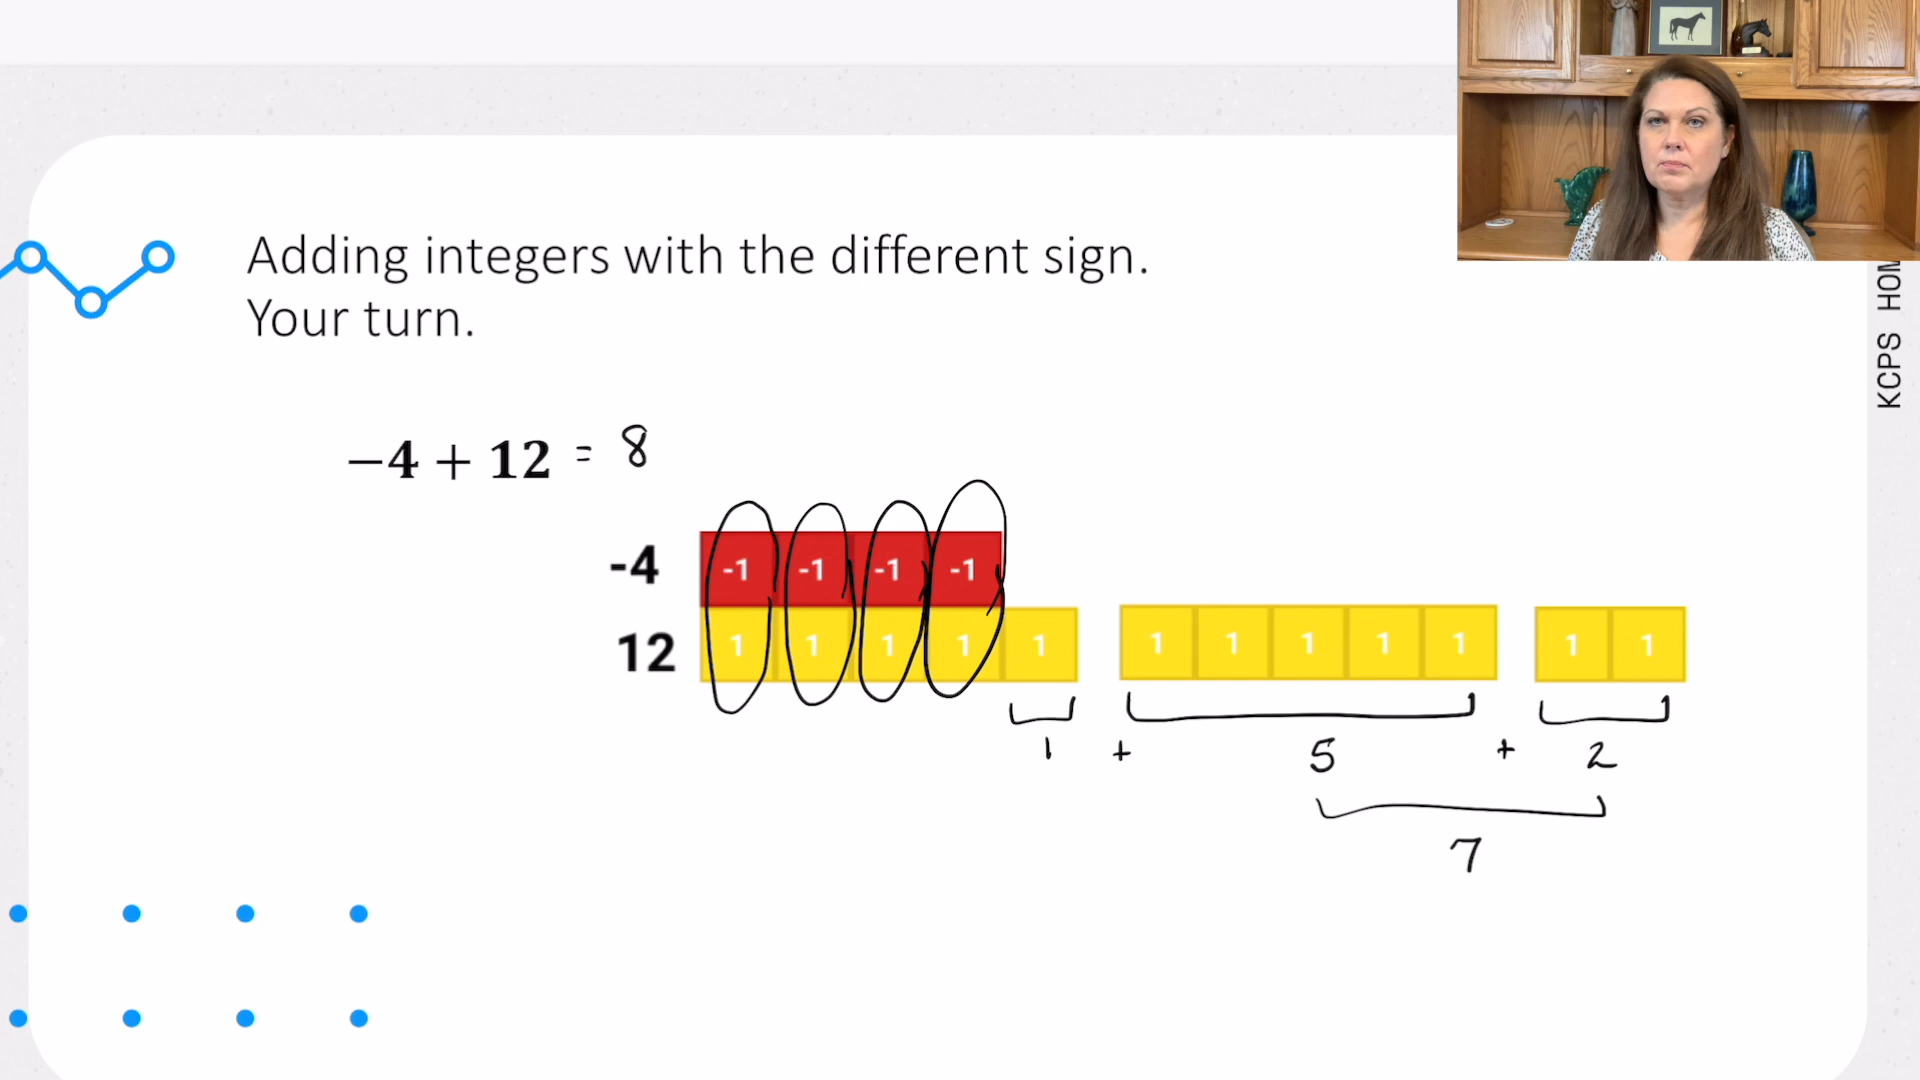 Adding integers with the different sign.
Your turn.
−4 + 12 = 8
-4 -1 -1 -1 -1
12 1 1 1 1 1 1 1 1 1 1 1 1
1 + 5 + 2
7
KCPS